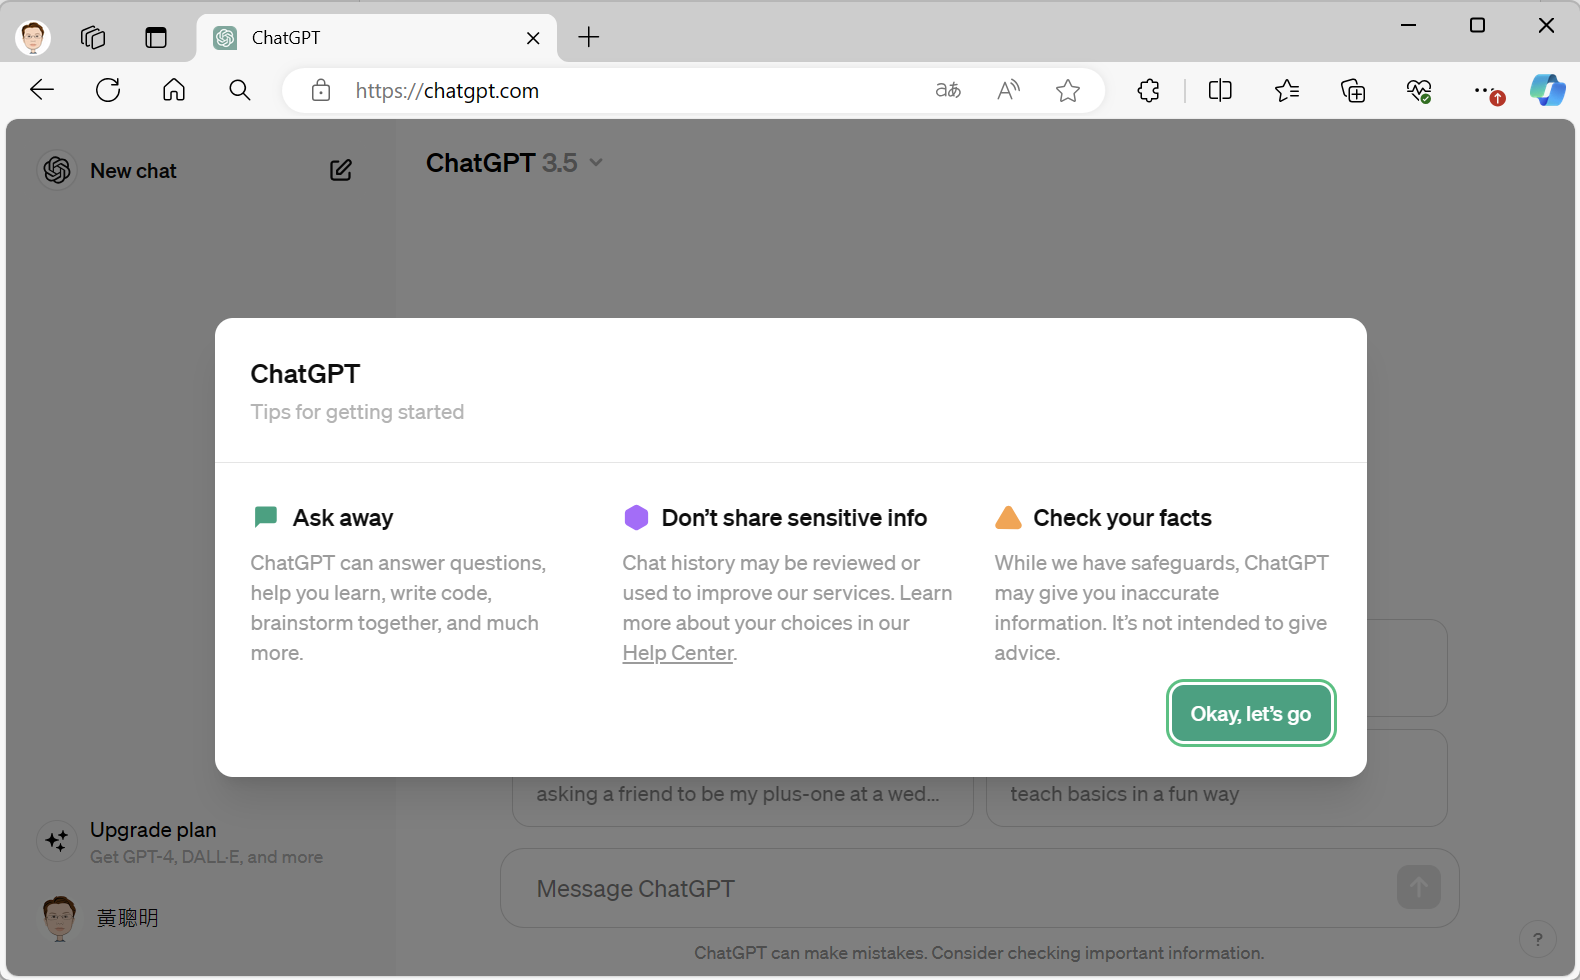 ChatGPT
https://chatgpt.com
aあ
A
New chat
ChatGPT 3.5
ChatGPT
Tips for getting started
Ask away
ChatGPT can answer questions,
help you learn, write code,
brainstorm together, and much
more.
Don’t share sensitive info
Chat history may be reviewed or
used to improve our services. Learn
more about your choices in our
Help Center.
Check your facts
While we have safeguards, ChatGPT
may give you inaccurate
information. It’s not intended to give
advice.
Okay, let’s go
asking a friend to be my plus-one at a wed...
teach basics in a fun way
Upgrade plan
Get GPT-4, DALL·E, and more
黃聰明
Message ChatGPT
ChatGPT can make mistakes. Consider checking important information.
?